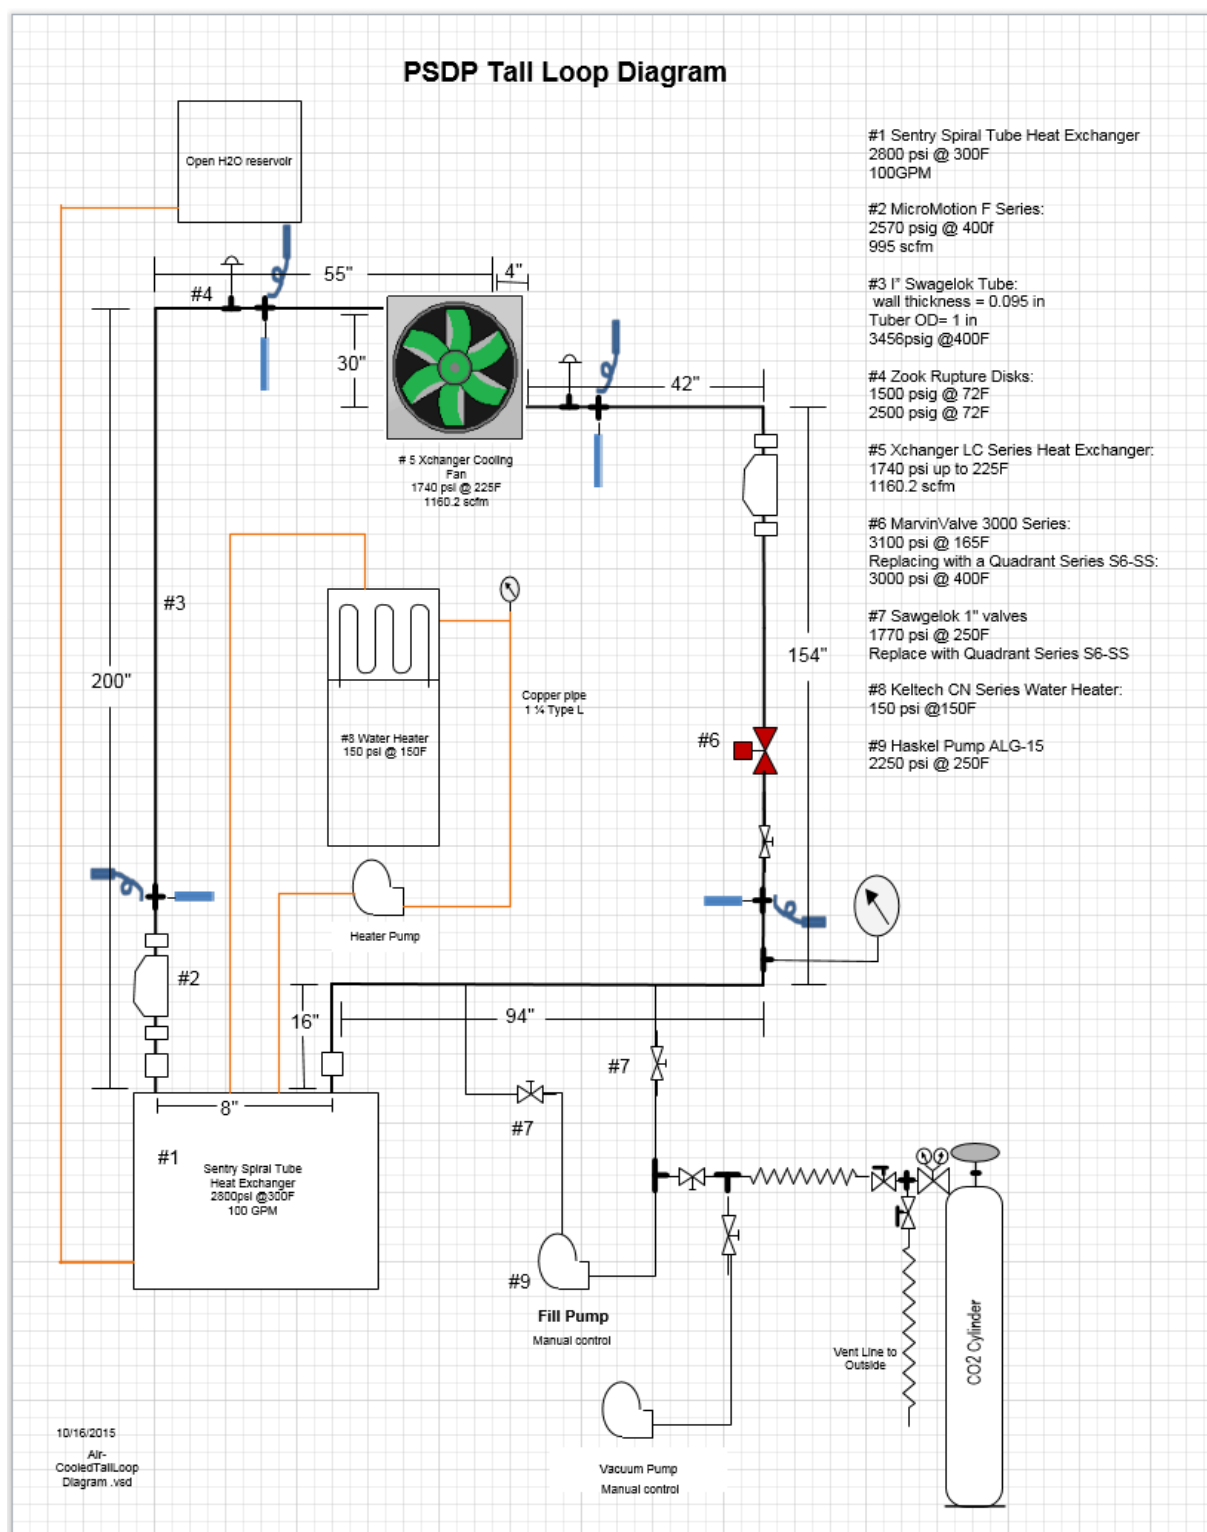 PSDP Tall Loop Diagram
Open H2O reservoir
#1 Sentry Spiral Tube Heat Exchanger
2800 psi @ 300F
100GPM
#2 MicroMotion F Series:
2570 psig @ 400f
995 scfm
#3 I" Swagelok Tube:
wall thickness = 0.095 in
Tuber OD= 1 in
3456psig @400F
#4 Zook Rupture Disks:
1500 psig @ 72F
2500 psig @ 72F
#5 Xchanger LC Series Heat Exchanger:
1740 psi up to 225F
1160.2 scfm
#6 MarvinValve 3000 Series:
3100 psi @ 165F
Replacing with a Quadrant Series S6-SS:
3000 psi @ 400F
#7 Sawgelok 1" valves
1770 psi @ 250F
Replace with Quadrant Series S6-SS
#8 Keltech CN Series Water Heater:
150 psi @150F
#9 Haskel Pump ALG-15
2250 psi @ 250F
55"
4"
#4
30"
42"
# 5 Xchanger Cooling
Fan
1740 psi @ 225F
1160.2 scfm
#3
200"
154"
Copper pipe
1 ¼ Type L
#8 Water Heater
150 psi @ 150F
#6
Heater Pump
#2
16"
94"
#7
8"
#7
#1
Sentry Spiral Tube
Heat Exchanger
2800psi @300F
100 GPM
#9
Fill Pump
Manual control
Vent Line to
Outside
CO2 Cylinder
Vacuum Pump
Manual control
10/16/2015
Air-
CooledTallLoop
Diagram .vsd